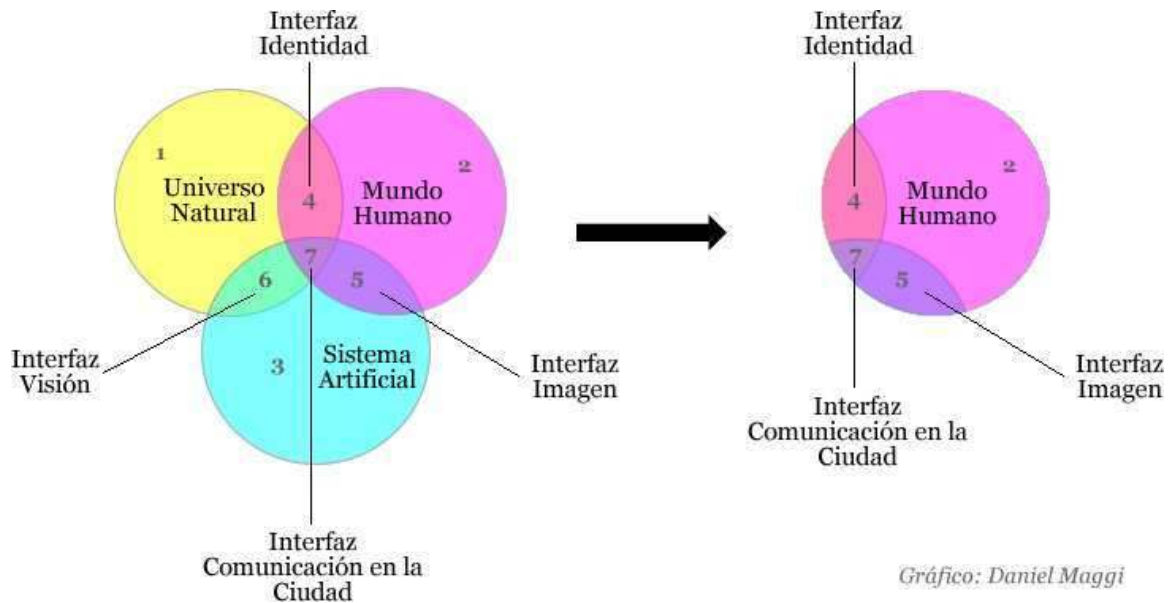 Interfaz
Identidad
1
Universo
Natural
4
Mundo
Humano
2
7
6
5
Interfaz
Visión
3
Sistema
Artificial
Interfaz
Imagen
Interfaz
Comunicación en la
Ciudad
Interfaz
Identidad
2
4
Mundo
Humano
7
5
Interfaz
Imagen
Interfaz
Comunicación en la
Ciudad
Gráfico: Daniel Maggi